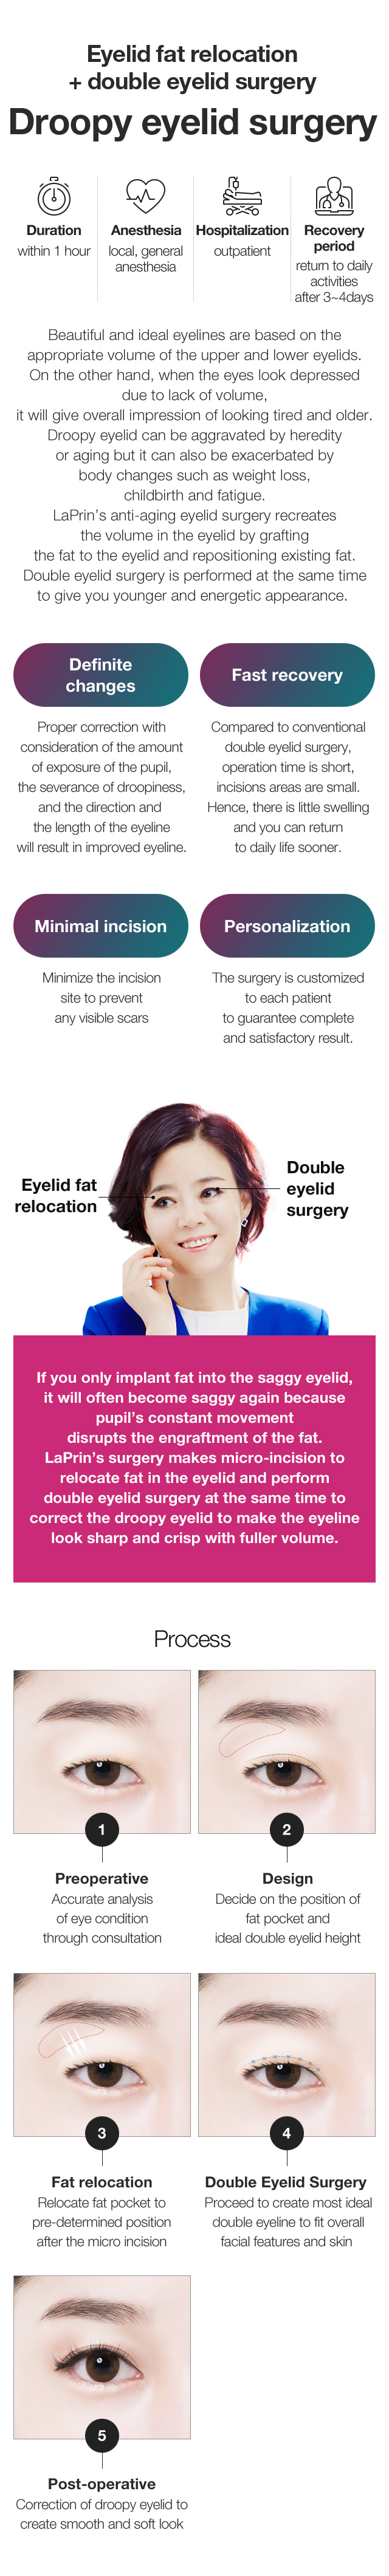 Eyelid fat relocation
+ double eyelid surgery
Droopy eyelid surgery
Duration
within 1 hour
Anesthesia
local, general
anesthesia
Hospitalization
outpatient
Recovery
period
return to daily
activities
after 3~4days
Beautiful and ideal eyelines are based on the
appropriate volume of the upper and lower eyelids.
On the other hand, when the eyes look depressed
due to lack of volume,
it will give overall impression of looking tired and older.
Droopy eyelid can be aggravated by heredity
or aging but it can also be exacerbated by
body changes such as weight loss,
childbirth and fatigue.
LaPrin's anti-aging eyelid surgery recreates
the volume in the eyelid by grafting
the fat to the eyelid and repositioning existing fat.
Double eyelid surgery is performed at the same time
to give you younger and energetic appearance.
Definite
changes
Proper correction with
consideration of the amount
of exposure of the pupil,
the severance of droopiness,
and the direction and
the length of the eyeline
will result in improved eyeline.
Fast recovery
Compared to conventional
double eyelid surgery,
operation time is short,
incisions areas are small.
Hence, there is little swelling
and you can return
to daily life sooner.
Minimal incision
Minimize the incision
site to prevent
any visible scars
Personalization
The surgery is customized
to each patient
to guarantee complete
and satisfactory result.
Eyelid fat
relocation
Double
eyelid
surgery
If you only implant fat into the saggy eyelid,
it will often become saggy again because
pupil's constant movement
disrupts the engraftment of the fat.
LaPrin's surgery makes micro-incision to
relocate fat in the eyelid and perform
double eyelid surgery at the same time to
correct the droopy eyelid to make the eyeline
look sharp and crisp with fuller volume.
Process
1
Preoperative
Accurate analysis
of eye condition
through consultation
2
Design
Decide on the position of
fat pocket and
ideal double eyelid height
3
Fat relocation
Relocate fat pocket to
pre-determined position
after the micro incision
4
Double Eyelid Surgery
Proceed to create most ideal
double eyeline to fit overall
facial features and skin
5
Post-operative
Correction of droopy eyelid to
create smooth and soft look